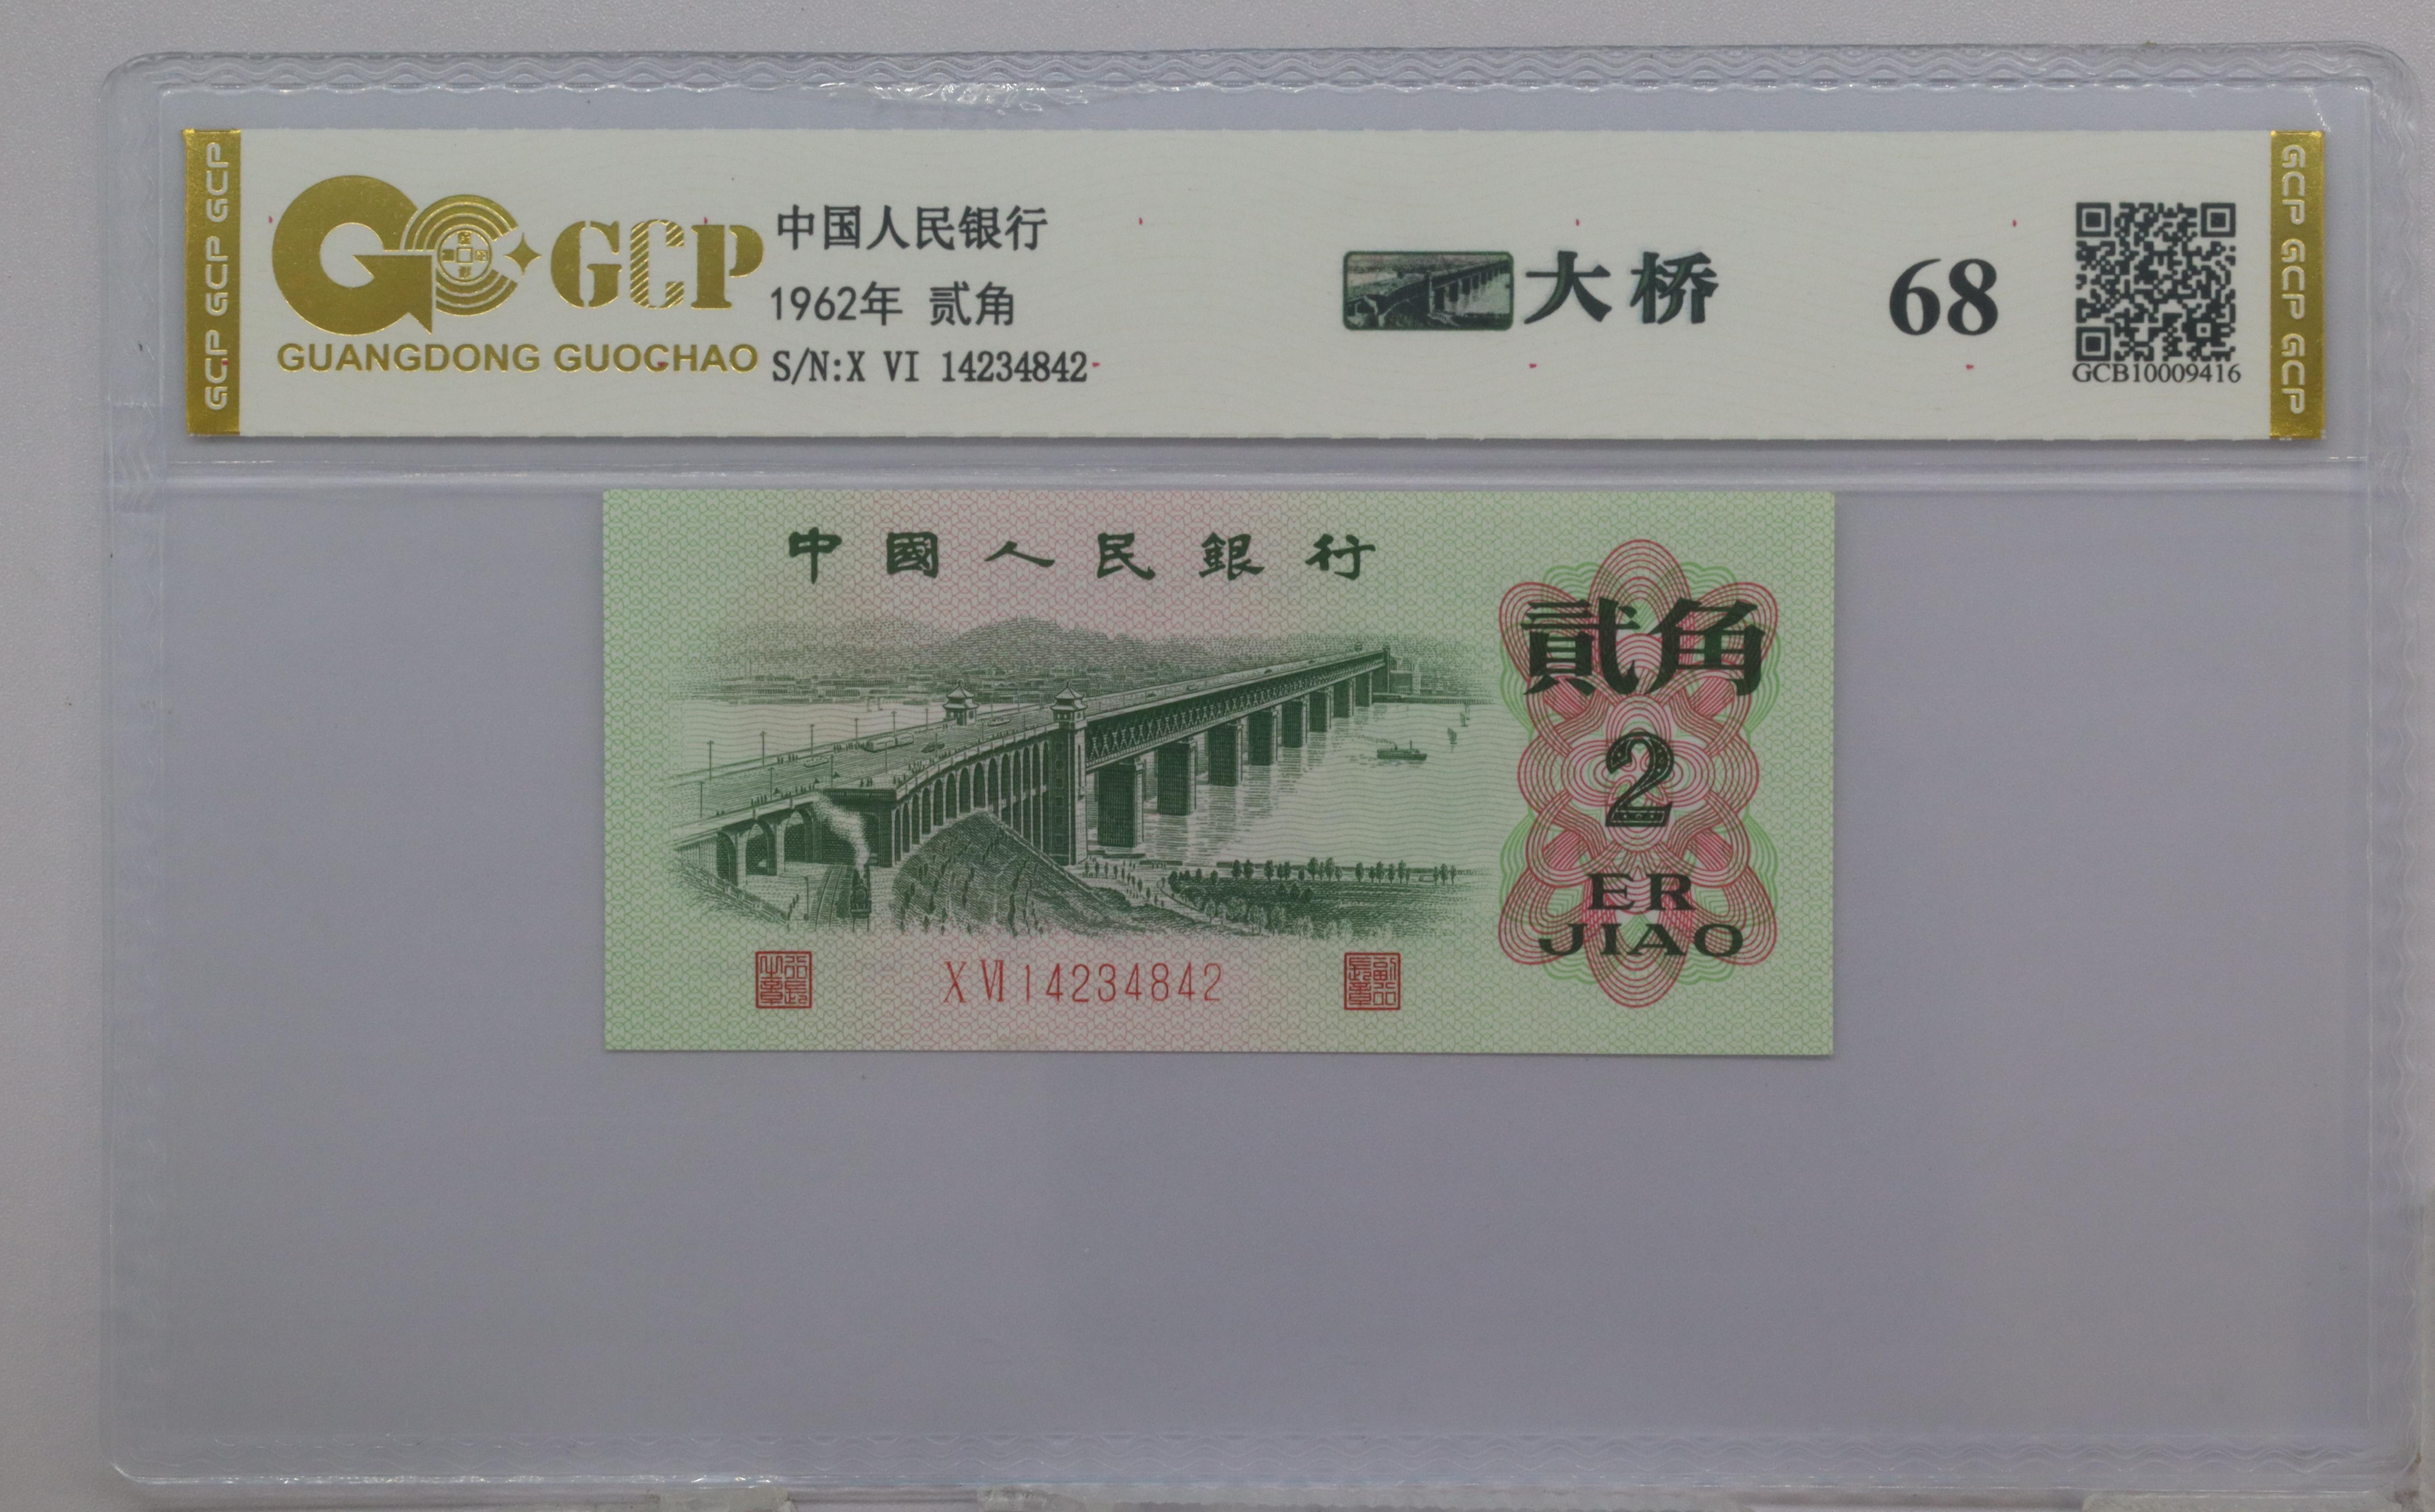 GCP GCP GCP
GCP
GUANGDONG GUOCHAO
中国人民银行
1962年 贰角
S/N:X VI 14234842
大桥
68
GCB10009416
GCP GCP GCP
中國人民銀行
貳角
2
ER
JIAO
X VI 14234842